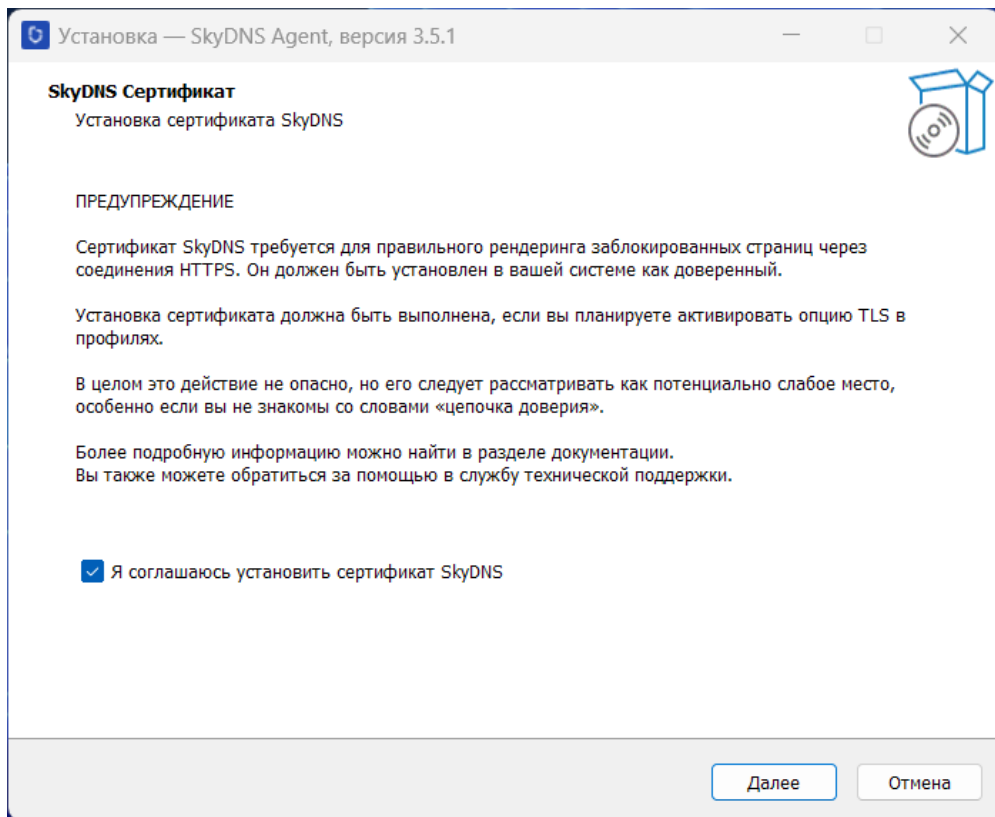 Установка — SkyDNS Agent, версия 3.5.1
SkyDNS Сертификат
Установка сертификата SkyDNS
ПРЕДУПРЕЖДЕНИЕ
Сертификат SkyDNS требуется для правильного рендеринга заблокированных страниц через
соединения HTTPS. Он должен быть установлен в вашей системе как доверенный.
Установка сертификата должна быть выполнена, если вы планируете активировать опцию TLS в
профилях.
В целом это действие не опасно, но его следует рассматривать как потенциально слабое место,
особенно если вы не знакомы со словами «цепочка доверия».
Более подробную информацию можно найти в разделе документации.
Вы также можете обратиться за помощью в службу технической поддержки.
Я соглашаюсь установить сертификат SkyDNS
Далее
Отмена